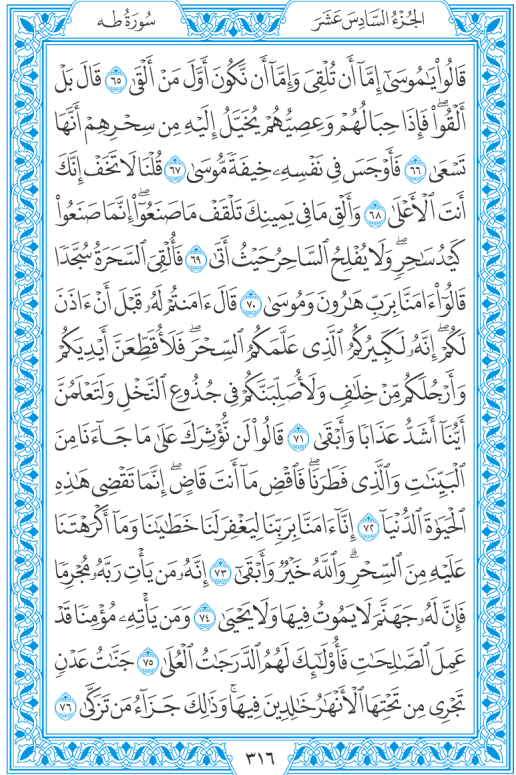 الجُزْءُ السَّادِسَ عَشَرَ
سُورَةُ طه
قَالُواْ يَٰمُوسَىٰٓ إِمَّآ أَن تُلْقِىَ وَإِمَّآ أَن نَّكُونَ أَوَّلَ مَنْ أَلْقَىٰ ٦٥ قَالَ بَلْ
أَلْقُواْۖ فَإِذَا حِبَالُهُمْ وَعِصِيُّهُمْ يُخَيَّلُ إِلَيْهِ مِن سِحْرِهِمْ أَنَّهَا
تَسْعَىٰ ٦٦ فَأَوْجَسَ فِى نَفْسِهِۦ خِيفَةً مُّوسَىٰ ٦٧ قُلْنَا لَا تَخَفْ إِنَّكَ
أَنتَ ٱلْأَعْلَىٰ ٦٨ وَأَلْقِ مَا فِى يَمِينِكَ تَلْقَفْ مَا صَنَعُوٓاْۖ إِنَّمَا صَنَعُواْ
كَيْدُ سَٰحِرٍۖ وَلَا يُفْلِحُ ٱلسَّاحِرُ حَيْثُ أَتَىٰ ٦٩ فَأُلْقِىَ ٱلسَّحَرَةُ سُجَّدًا
قَالُوٓاْ ءَامَنَّا بِرَبِّ هَٰرُونَ وَمُوسَىٰ ٧٠ قَالَ ءَامَنتُمْ لَهُۥ قَبْلَ أَنْ ءَاذَنَ
لَكُمْۖ إِنَّهُۥ لَكَبِيرُكُمُ ٱلَّذِى عَلَّمَكُمُ ٱلسِّحْرَۖ فَلَأُقَطِّعَنَّ أَيْدِيَكُمْ
وَأَرْجُلَكُم مِّنْ خِلَٰفٍ وَلَأُصَلِّبَنَّكُمْ فِى جُذُوعِ ٱلنَّخْلِ وَلَتَعْلَمُنَّ
أَيُّنَآ أَشَدُّ عَذَابًا وَأَبْقَىٰ ٧١ قَالُواْ لَن نُّؤْثِرَكَ عَلَىٰ مَا جَآءَنَا مِنَ
ٱلْبَيِّنَٰتِ وَٱلَّذِى فَطَرَنَاۖ فَٱقْضِ مَآ أَنتَ قَاضٍۖ إِنَّمَا تَقْضِى هَٰذِهِ
ٱلْحَيَوٰةَ ٱلدُّنْيَآ ٧٢ إِنَّآ ءَامَنَّا بِرَبِّنَا لِيَغْفِرَ لَنَا خَطَٰيَٰنَا وَمَآ أَكْرَهْتَنَا
عَلَيْهِ مِنَ ٱلسِّحْرِۗ وَٱللَّهُ خَيْرٌ وَأَبْقَىٰٓ ٧٣ إِنَّهُۥ مَن يَأْتِ رَبَّهُۥ مُجْرِمًا
فَإِنَّ لَهُۥ جَهَنَّمَ لَا يَمُوتُ فِيهَا وَلَا يَحْيَىٰ ٧٤ وَمَن يَأْتِهِۦ مُؤْمِنًا قَدْ
عَمِلَ ٱلصَّٰلِحَٰتِ فَأُوْلَٰٓئِكَ لَهُمُ ٱلدَّرَجَٰتُ ٱلْعُلَىٰ ٧٥ جَنَّٰتُ عَدْنٍ
تَجْرِى مِن تَحْتِهَا ٱلْأَنْهَٰرُ خَٰلِدِينَ فِيهَاۚ وَذَٰلِكَ جَزَآءُ مَن تَزَكَّىٰ ٧٦
٣١٦